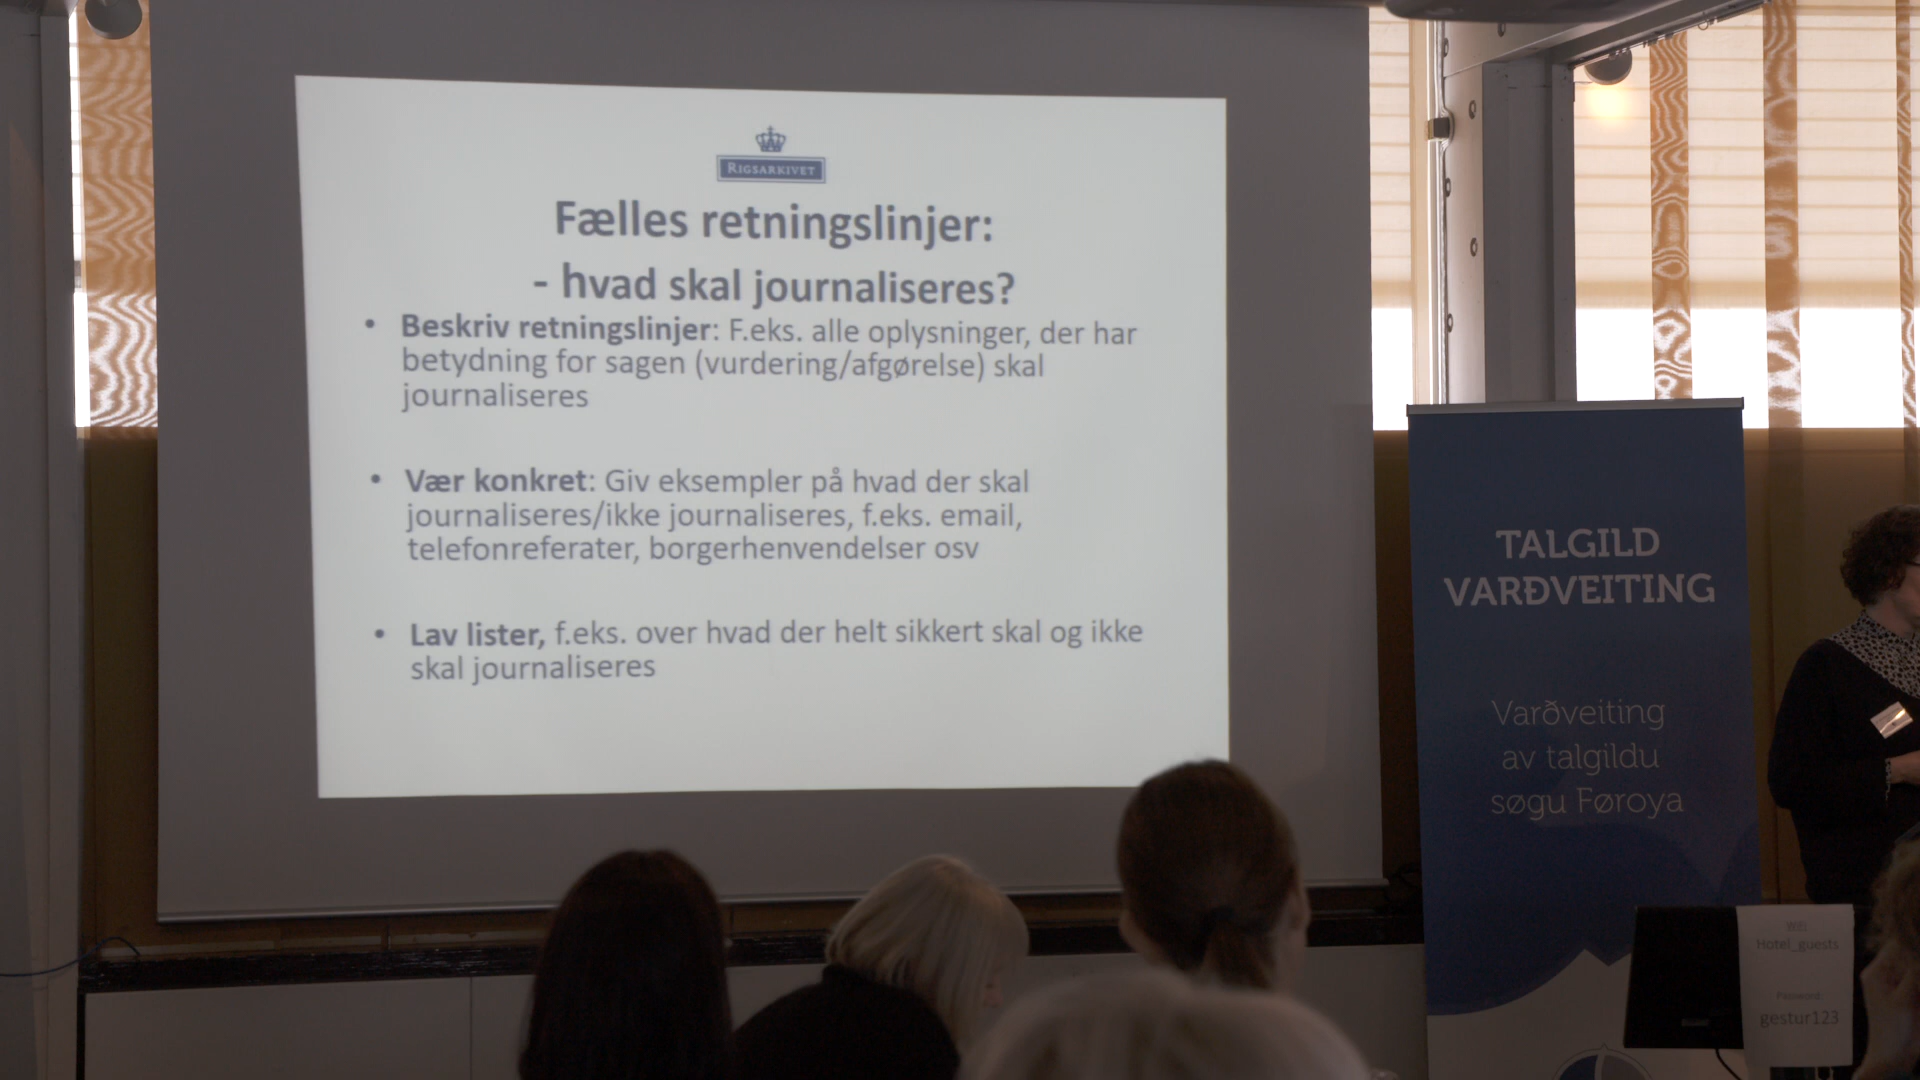 RIGSARKIVET
Fælles retningslinjer:
- hvad skal journaliseres?
• Beskriv retningslinjer: F.eks. alle oplysninger, der har
betydning for sagen (vurdering/afgørelse) skal
journaliseres
• Vær konkret: Giv eksempler på hvad der skal
journaliseres/ikke journaliseres, f.eks. email,
telefonreferater, borgerhenvendelser osv
• Lav lister, f.eks. over hvad der helt sikkert skal og ikke
skal journaliseres
TALGILD
VARÐVEITING
Varðveiting
av talgildu
søgu Føroya
WiFi:
Hotel_guests
Password:
gestur123